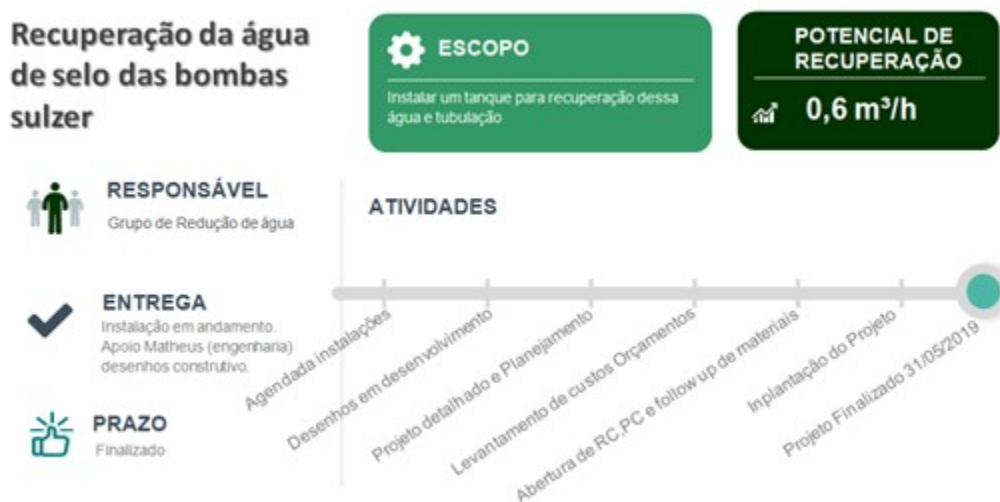 Recuperação da água
de selo das bombas
sulzer
ESCOPO
Instalar um tanque para recuperação dessa
água e tubulação
POTENCIAL DE
RECUPERAÇÃO
0,6 m³/h
RESPONSÁVEL
Grupo de Redução de água
ENTREGA
Instalação em andamento.
Apoio Matheus (engenharia)
desenhos construtivo.
PRAZO
Finalizado
ATIVIDADES
Agendada instalações
Desenhos em desenvolvimento
Projeto detalhado e Planejamento
Levantamento de custos Orçamentos
Abertura de RC,PC e follow up de materiais
Inplantação do Projeto
Projeto Finalizado 31/05/2019